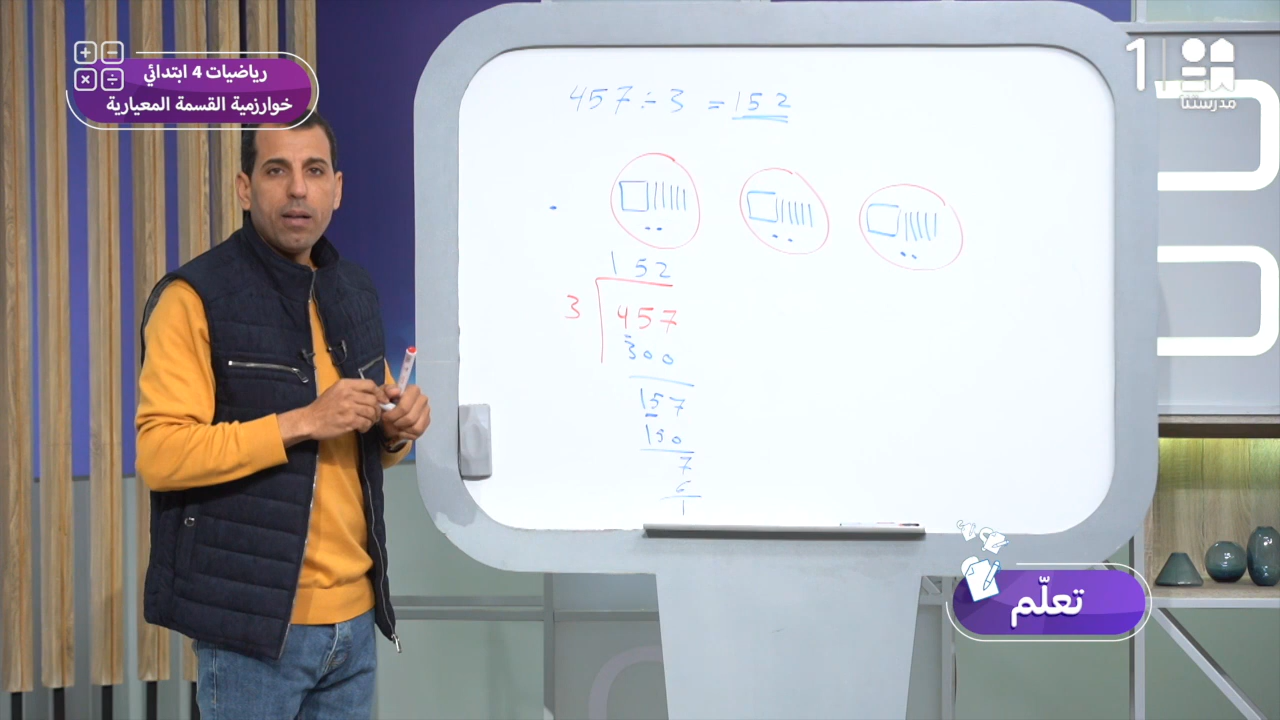 رياضيات 4 ابتدائي
خوارزمية القسمة المعيارية
1
مدرستنا
457 ÷ 3 = 152
152
3
457
300
157
150
7
6
1
تعلّم